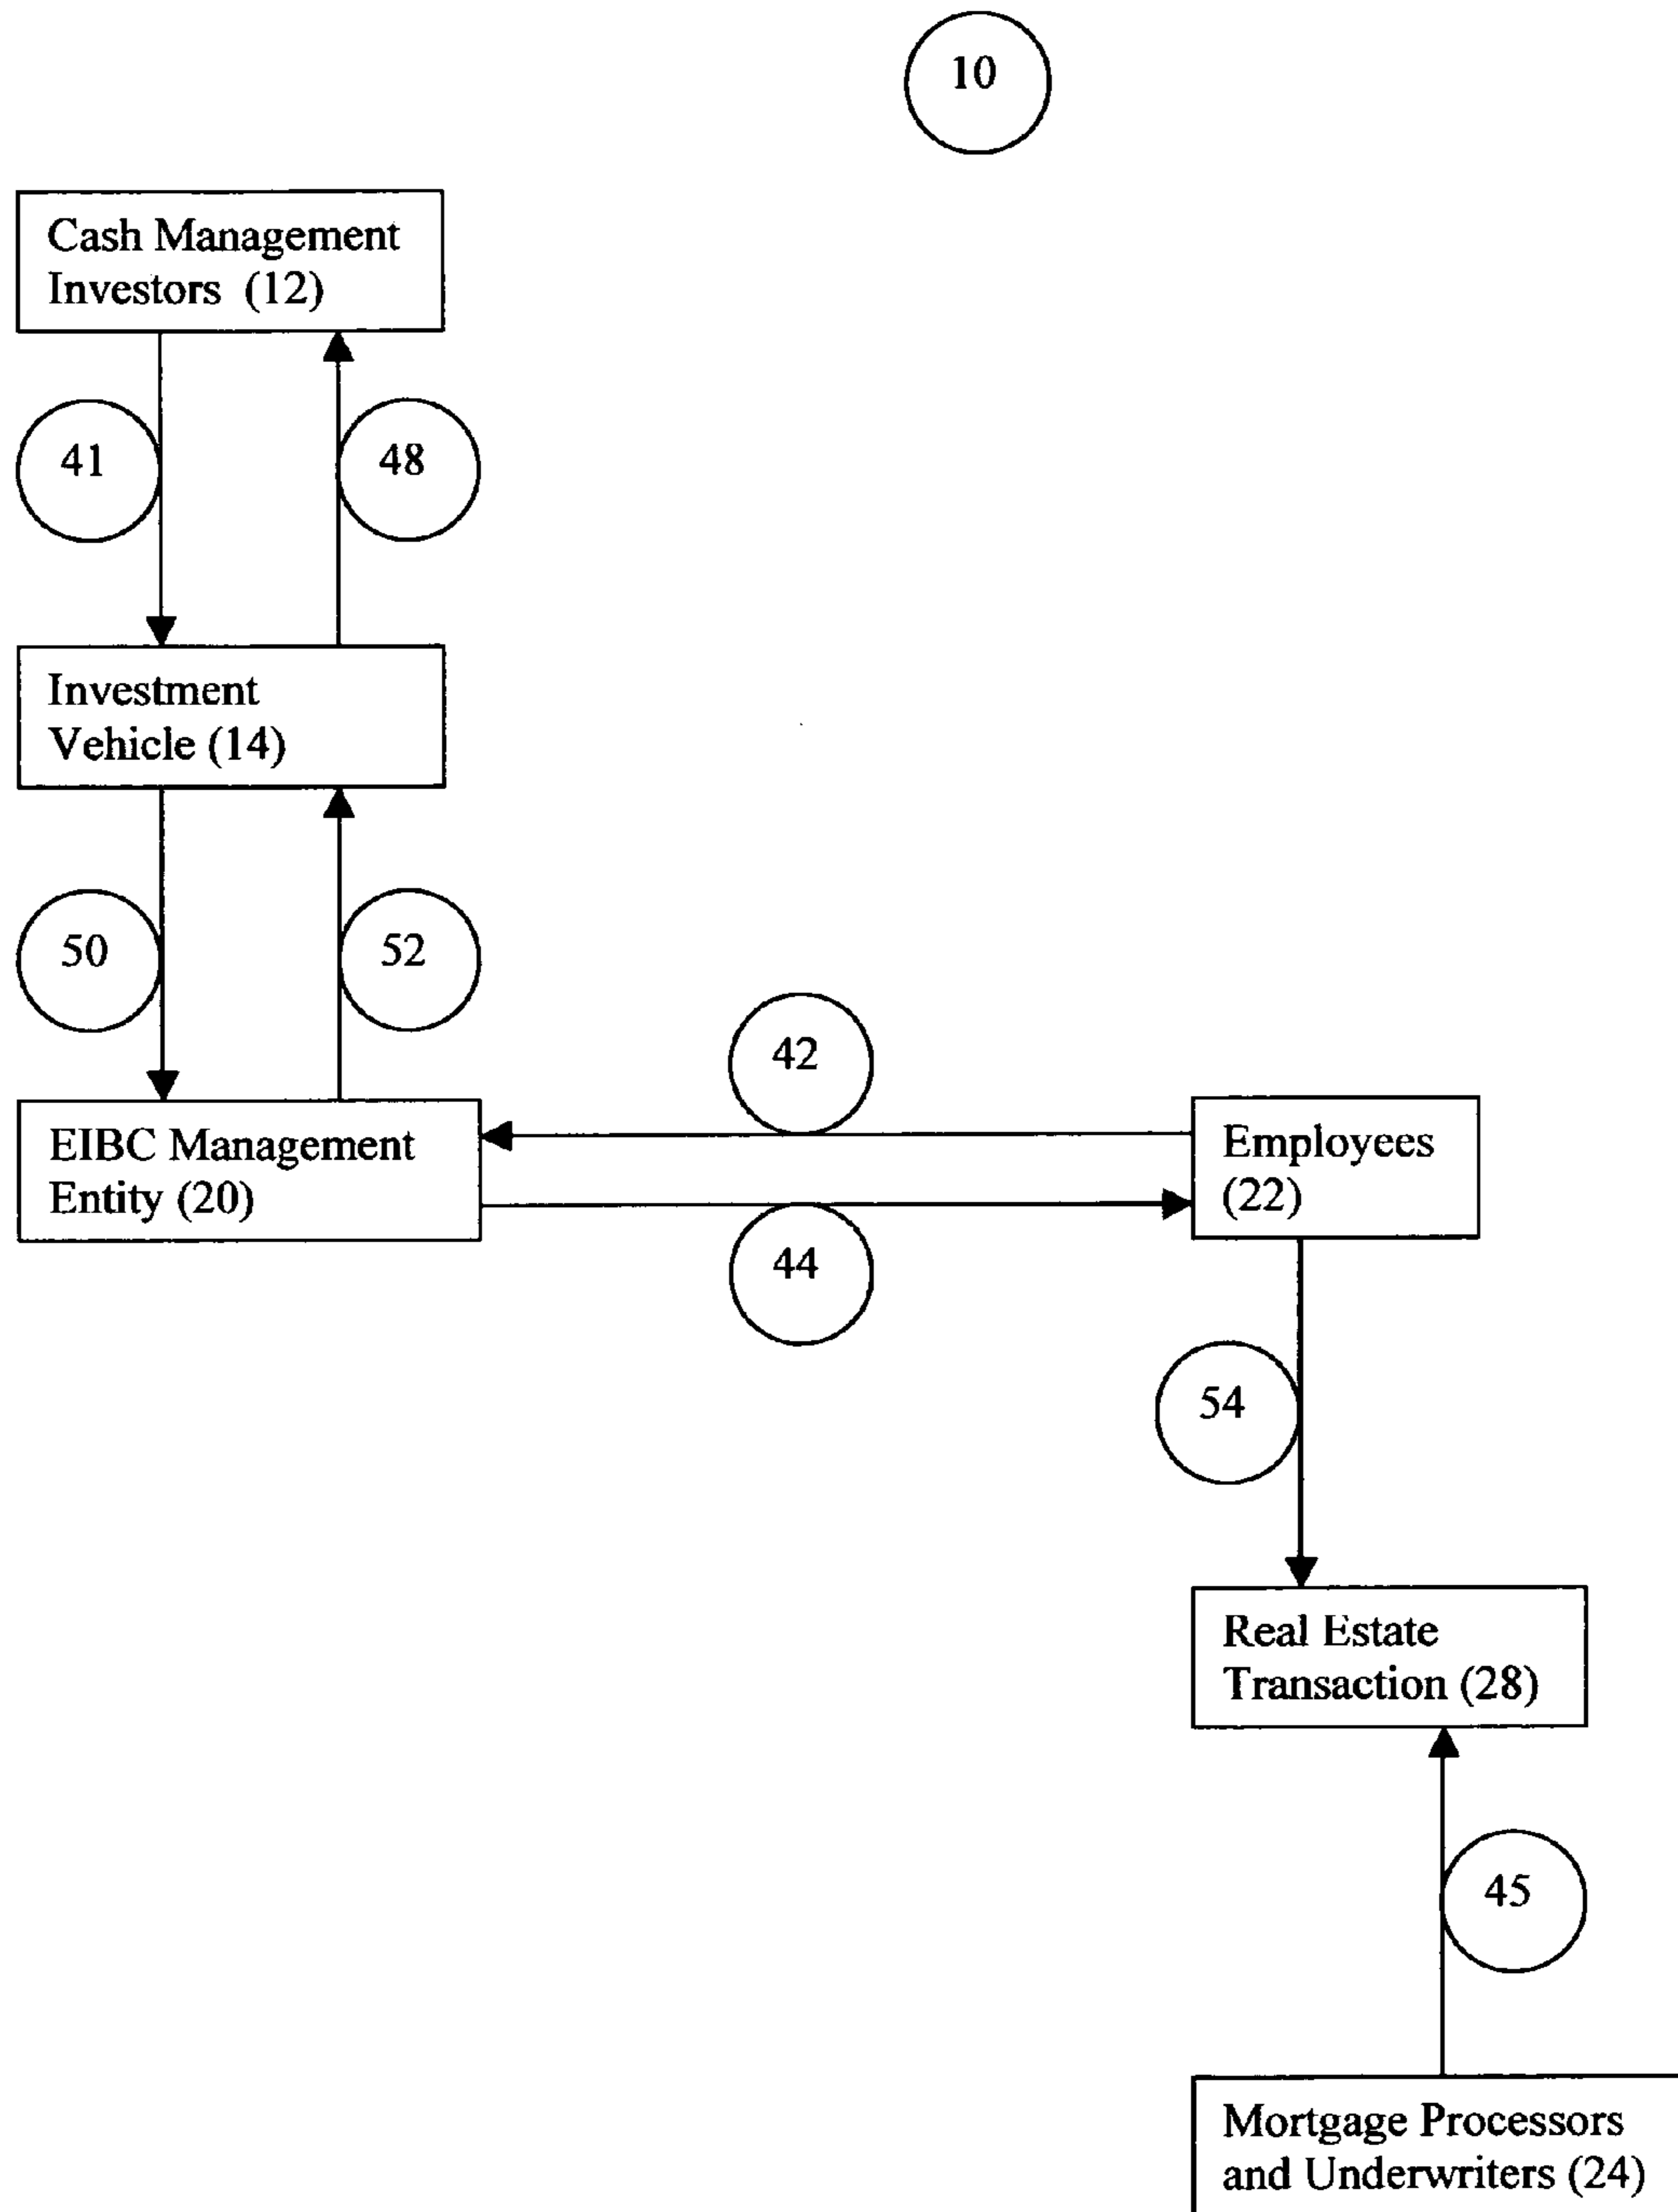 10
Cash Management
Investors (12)
41
48
Investment
Vehicle (14)
50
52
42
EIBC Management
Entity (20)
Employees
(22)
44
54
Real Estate
Transaction (28)
45
Mortgage Processors
and Underwriters (24)